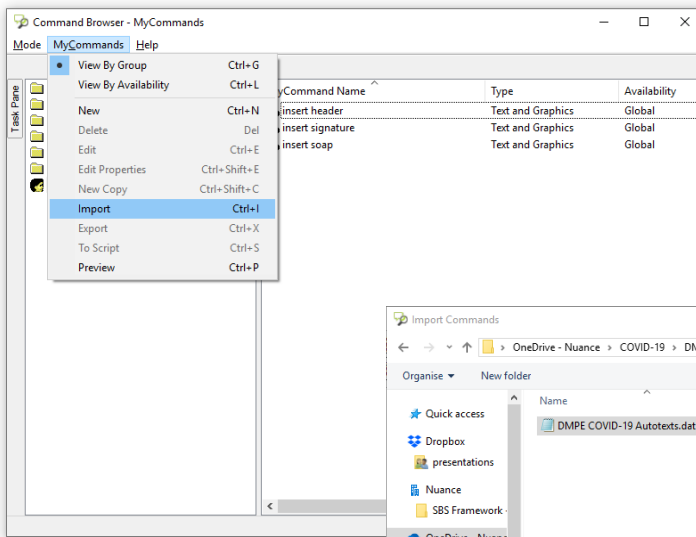 Command Browser - MyCommands
Mode MyCommands Help
View By Group Ctrl+G
View By Availability Ctrl+L
New Ctrl+N
Delete Del
Edit Ctrl+E
Edit Properties Ctrl+Shift+E
New Copy Ctrl+Shift+C
Import Ctrl+I
Export Ctrl+X
To Script Ctrl+S
Preview Ctrl+P
Task Pane
yCommand Name Type Availability
insert header Text and Graphics Global
insert signature Text and Graphics Global
insert soap Text and Graphics Global
Import Commands
OneDrive - Nuance › COVID-19 › DM
Organise New folder
Name
Quick access
DMPE COVID-19 Autotexts.dat
Dropbox
presentations
Nuance
SBS Framework -
OneDrive - Nuanc